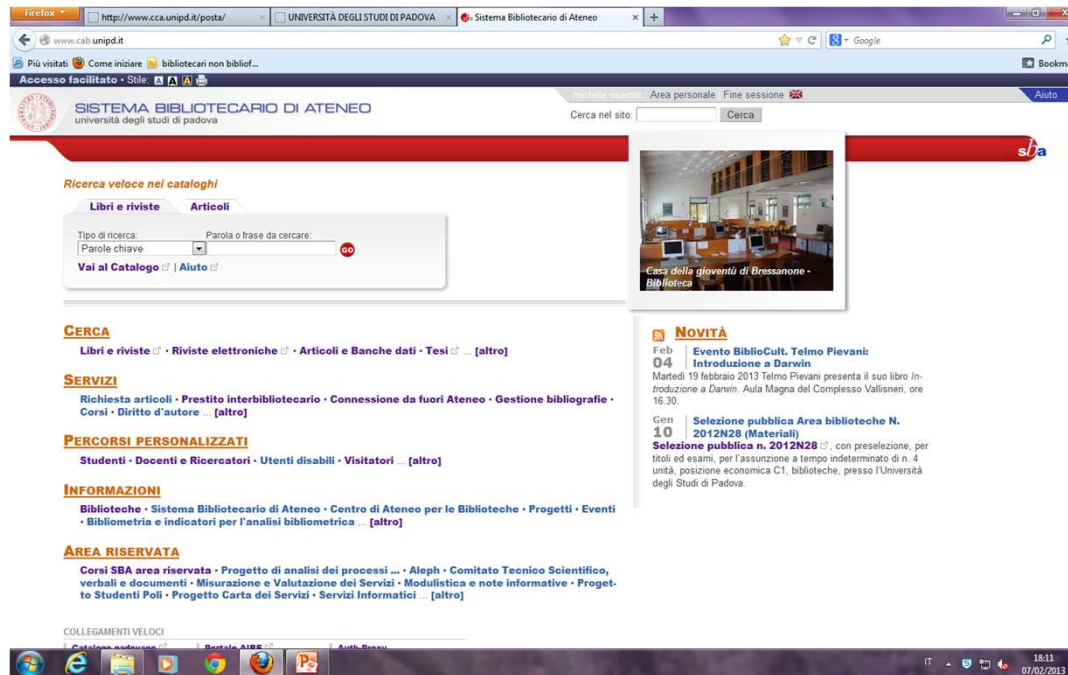 Firefox
http://www.cca.unipd.it/posta/
UNIVERSITÀ DEGLI STUDI DI PADOVA
Sistema Bibliotecario di Ateneo
www.cab.unipd.it
Google
Più visitati
Come iniziare
bibliotecari non bibliof...
Bookma
Accesso facilitato • Stile: A A A
Area personale Fine sessione
Aiuto
SISTEMA BIBLIOTECARIO DI ATENEO
università degli studi di padova
Cerca nel sito:
Cerca
sba
Ricerca veloce nei cataloghi
Libri e riviste
Articoli
Tipo di ricerca:
Parola o frase da cercare:
Parole chiave
GO
Vai al Catalogo | Aiuto
Casa della gioventù di Bressanone -
Biblioteca
CERCA
Libri e riviste • Riviste elettroniche • Articoli e Banche dati • Tesi ... [altro]
SERVIZI
Richiesta articoli • Prestito interbibliotecario • Connessione da fuori Ateneo • Gestione bibliografie •
Corsi • Diritto d'autore ... [altro]
PERCORSI PERSONALIZZATI
Studenti • Docenti e Ricercatori • Utenti disabili • Visitatori ... [altro]
INFORMAZIONI
Biblioteche • Sistema Bibliotecario di Ateneo • Centro di Ateneo per le Biblioteche • Progetti • Eventi
• Bibliometria e indicatori per l'analisi bibliometrica ... [altro]
AREA RISERVATA
Corsi SBA area riservata • Progetto di analisi dei processi ... • Aleph • Comitato Tecnico Scientifico,
verbali e documenti • Misurazione e Valutazione dei Servizi • Modulistica e note informative • Proget-
to Studenti Poli • Progetto Carta dei Servizi • Servizi Informatici ... [altro]
NOVITÀ
Feb
04
Evento BiblioCult. Telmo Pievani:
Introduzione a Darwin
Martedì 19 febbraio 2013 Telmo Pievani presenta il suo libro In-
troduzione a Darwin. Aula Magna del Complesso Vallisneri, ore
16.30.
Gen
10
Selezione pubblica Area biblioteche N.
2012N28 (Materiali)
Selezione pubblica n. 2012N28, con preselezione, per
titoli ed esami, per l'assunzione a tempo indeterminato di n. 4
unità, posizione economica C1, biblioteche, presso l'Università
degli Studi di Padova.
COLLEGAMENTI VELOCI
Catalogo padovano
Portale AIRE
Auth-Proxy
IT
18:11
07/02/2013